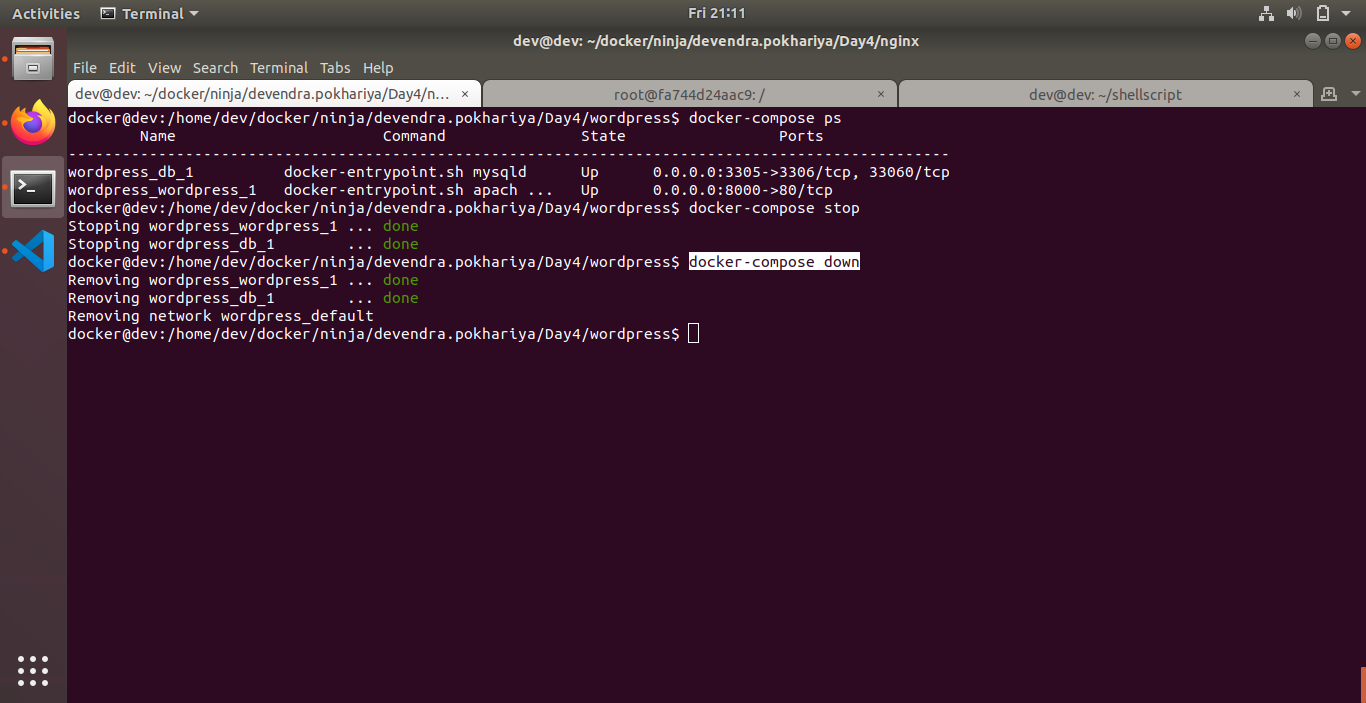 Activities Terminal Fri 21:11
dev@dev: ~/docker/ninja/devendra.pokhariya/Day4/nginx
File Edit View Search Terminal Tabs Help
dev@dev: ~/docker/ninja/devendra.pokhariya/Day4/n... × root@fa744d24aac9: / × dev@dev: ~/shellscript ×
docker@dev:/home/dev/docker/ninja/devendra.pokhariya/Day4/wordpress$ docker-compose ps
        Name                       Command               State                 Ports
--------------------------------------------------------------------------------------------------
wordpress_db_1          docker-entrypoint.sh mysqld      Up      0.0.0.0:3305->3306/tcp, 33060/tcp
wordpress_wordpress_1   docker-entrypoint.sh apach ...   Up      0.0.0.0:8000->80/tcp
docker@dev:/home/dev/docker/ninja/devendra.pokhariya/Day4/wordpress$ docker-compose stop
Stopping wordpress_wordpress_1 ... done
Stopping wordpress_db_1        ... done
docker@dev:/home/dev/docker/ninja/devendra.pokhariya/Day4/wordpress$ docker-compose down
Removing wordpress_wordpress_1 ... done
Removing wordpress_db_1        ... done
Removing network wordpress_default
docker@dev:/home/dev/docker/ninja/devendra.pokhariya/Day4/wordpress$